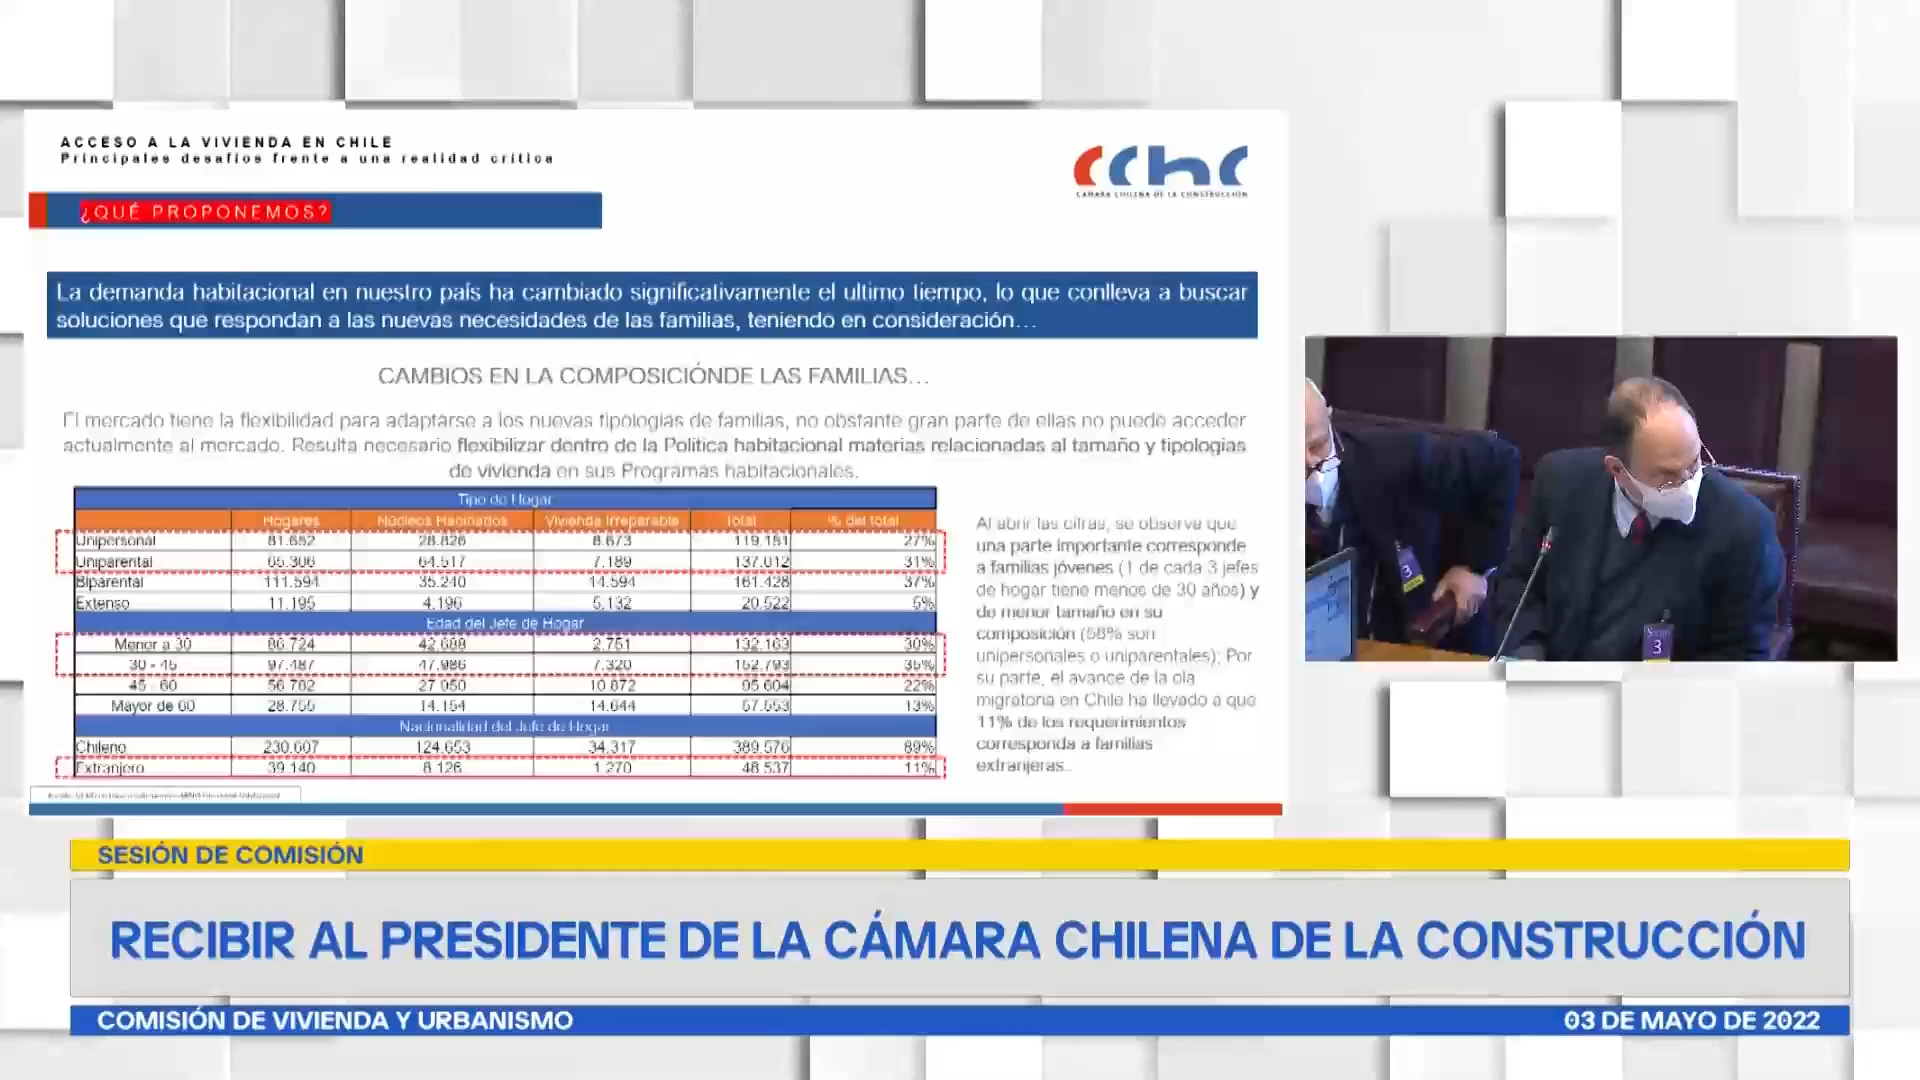 ACCESO A LA VIVIENDA EN CHILE
Principales desafíos frente a una realidad crítica
cchc
CÁMARA CHILENA DE LA CONSTRUCCIÓN
¿QUÉ PROPONEMOS?
La demanda habitacional en nuestro país ha cambiado significativamente el ultimo tiempo, lo que conlleva a buscar
soluciones que respondan a las nuevas necesidades de las familias, teniendo en consideración…
CAMBIOS EN LA COMPOSICIÓNDE LAS FAMILIAS…
El mercado tiene la flexibilidad para adaptarse a los nuevas tipologías de familias, no obstante gran parte de ellas no puede acceder
actualmente al mercado. Resulta necesario flexibilizar dentro de la Política habitacional materias relacionadas al tamaño y tipologías
de vivienda en sus Programas habitacionales.
Tipo de Hogar
Hogares Núcleos Hacinados Vivienda Irreparable Total % del total
Unipersonal 81.652 28.826 8.673 119.151 27%
Uniparental 65.306 64.517 7.189 137.012 31%
Biparental 111.594 35.240 14.594 161.428 37%
Extenso 11.195 4.196 5.132 20.522 5%
Edad del Jefe de Hogar
Menor a 30 86.724 42.688 2.751 132.163 30%
30 - 45 97.487 47.986 7.320 152.793 35%
45 - 60 56.782 27.950 10.872 95.604 22%
Mayor de 60 28.755 14.154 14.644 57.553 13%
Nacionalidad del Jefe de Hogar
Chileno 230.607 124.653 34.317 389.576 89%
Extranjero 39.140 8.126 1.270 48.537 11%
Al abrir las cifras, se observa que
una parte importante corresponde
a familias jóvenes (1 de cada 3 jefes
de hogar tiene menos de 30 años) y
de menor tamaño en su
composición (58% son
unipersonales o uniparentales); Por
su parte, el avance de la ola
migratoria en Chile ha llevado a que
11% de los requerimientos
corresponda a familias
extranjeras.
3
3
SESIÓN DE COMISIÓN
RECIBIR AL PRESIDENTE DE LA CÁMARA CHILENA DE LA CONSTRUCCIÓN
COMISIÓN DE VIVIENDA Y URBANISMO
03 DE MAYO DE 2022